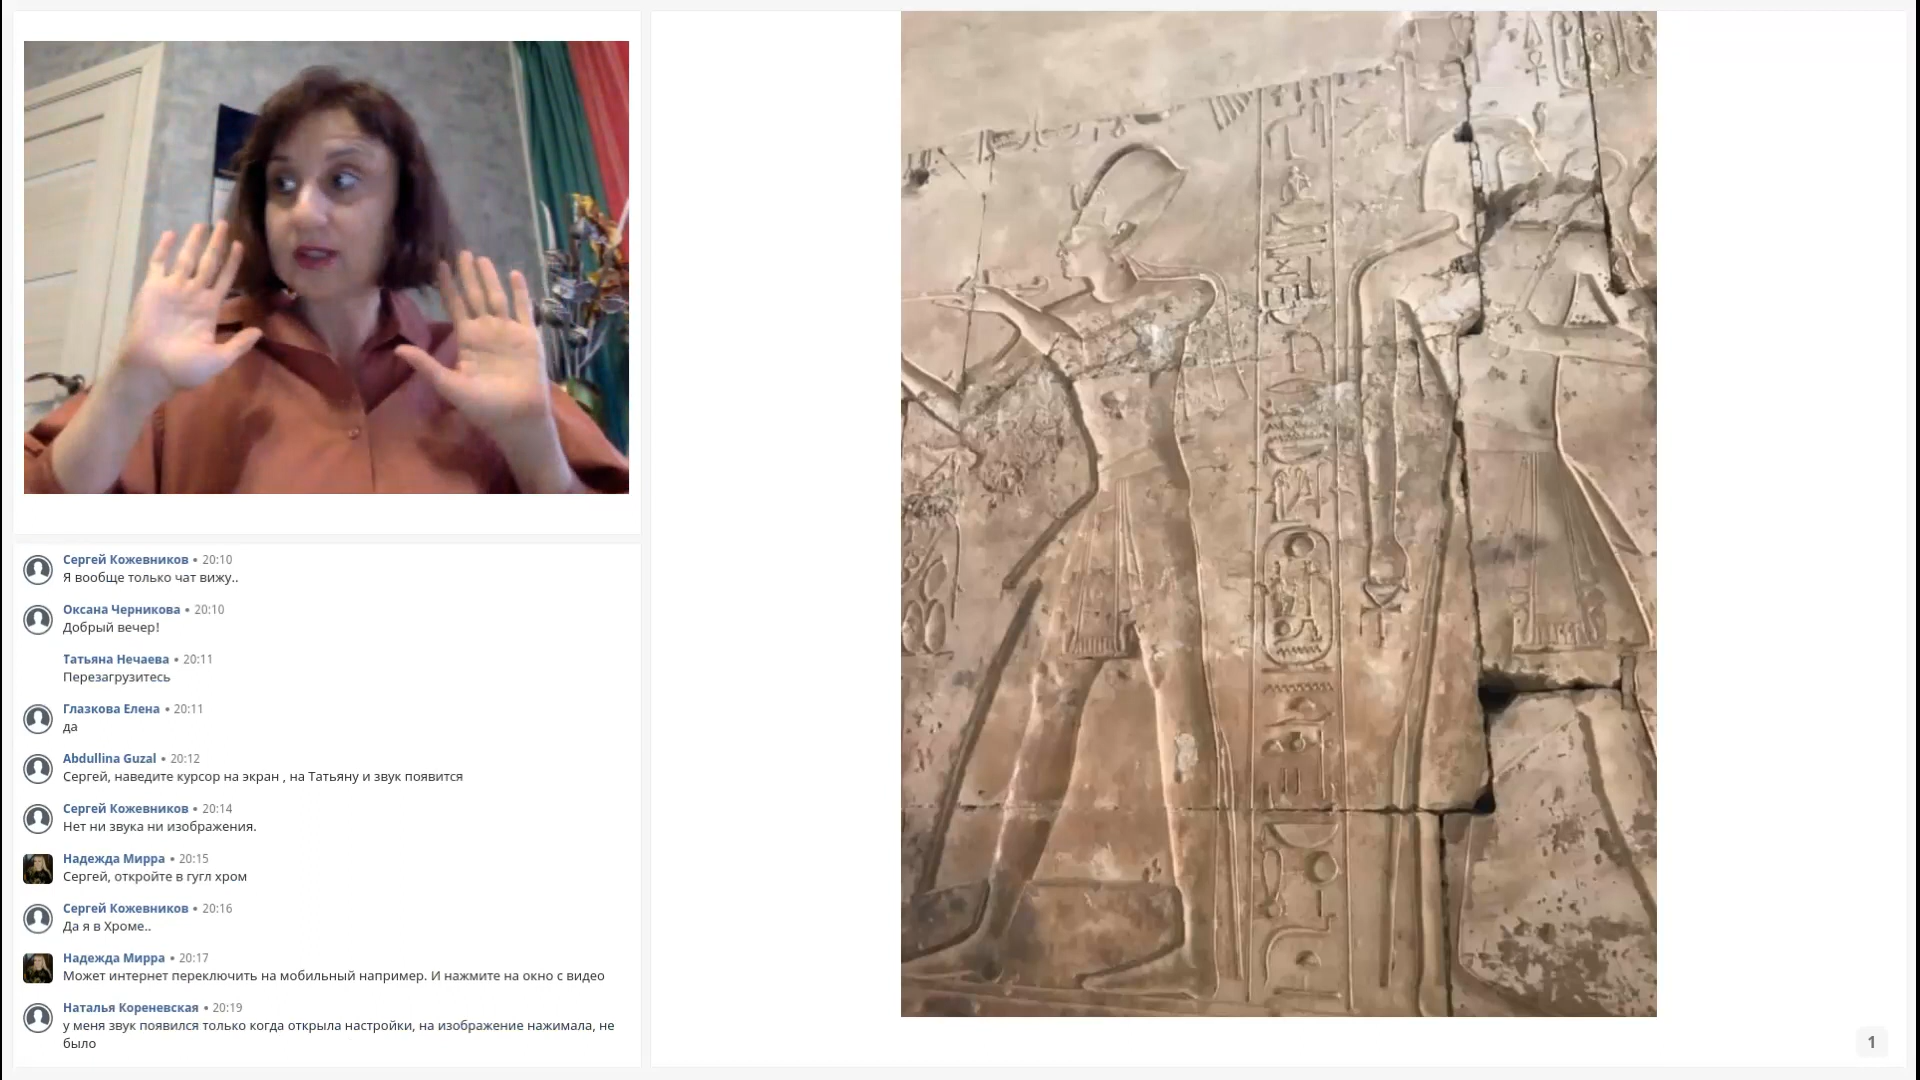 Сергей Кожевников • 20:10
Я вообще только чат вижу..
Оксана Черникова • 20:10
Добрый вечер!
Татьяна Нечаева • 20:11
Перезагрузитесь
Глазкова Елена • 20:11
да
Abdullina Guzal • 20:12
Сергей, наведите курсор на экран , на Татьяну и звук появится
Сергей Кожевников • 20:14
Нет ни звука ни изображения.
Надежда Мирра • 20:15
Сергей, откройте в гугл хром
Сергей Кожевников • 20:16
Да я в Хроме..
Надежда Мирра • 20:17
Может интернет переключить на мобильный например. И нажмите на окно с видео
Наталья Кореневская • 20:19
у меня звук появился только когда открыла настройки, на изображение нажимала, не
было
1